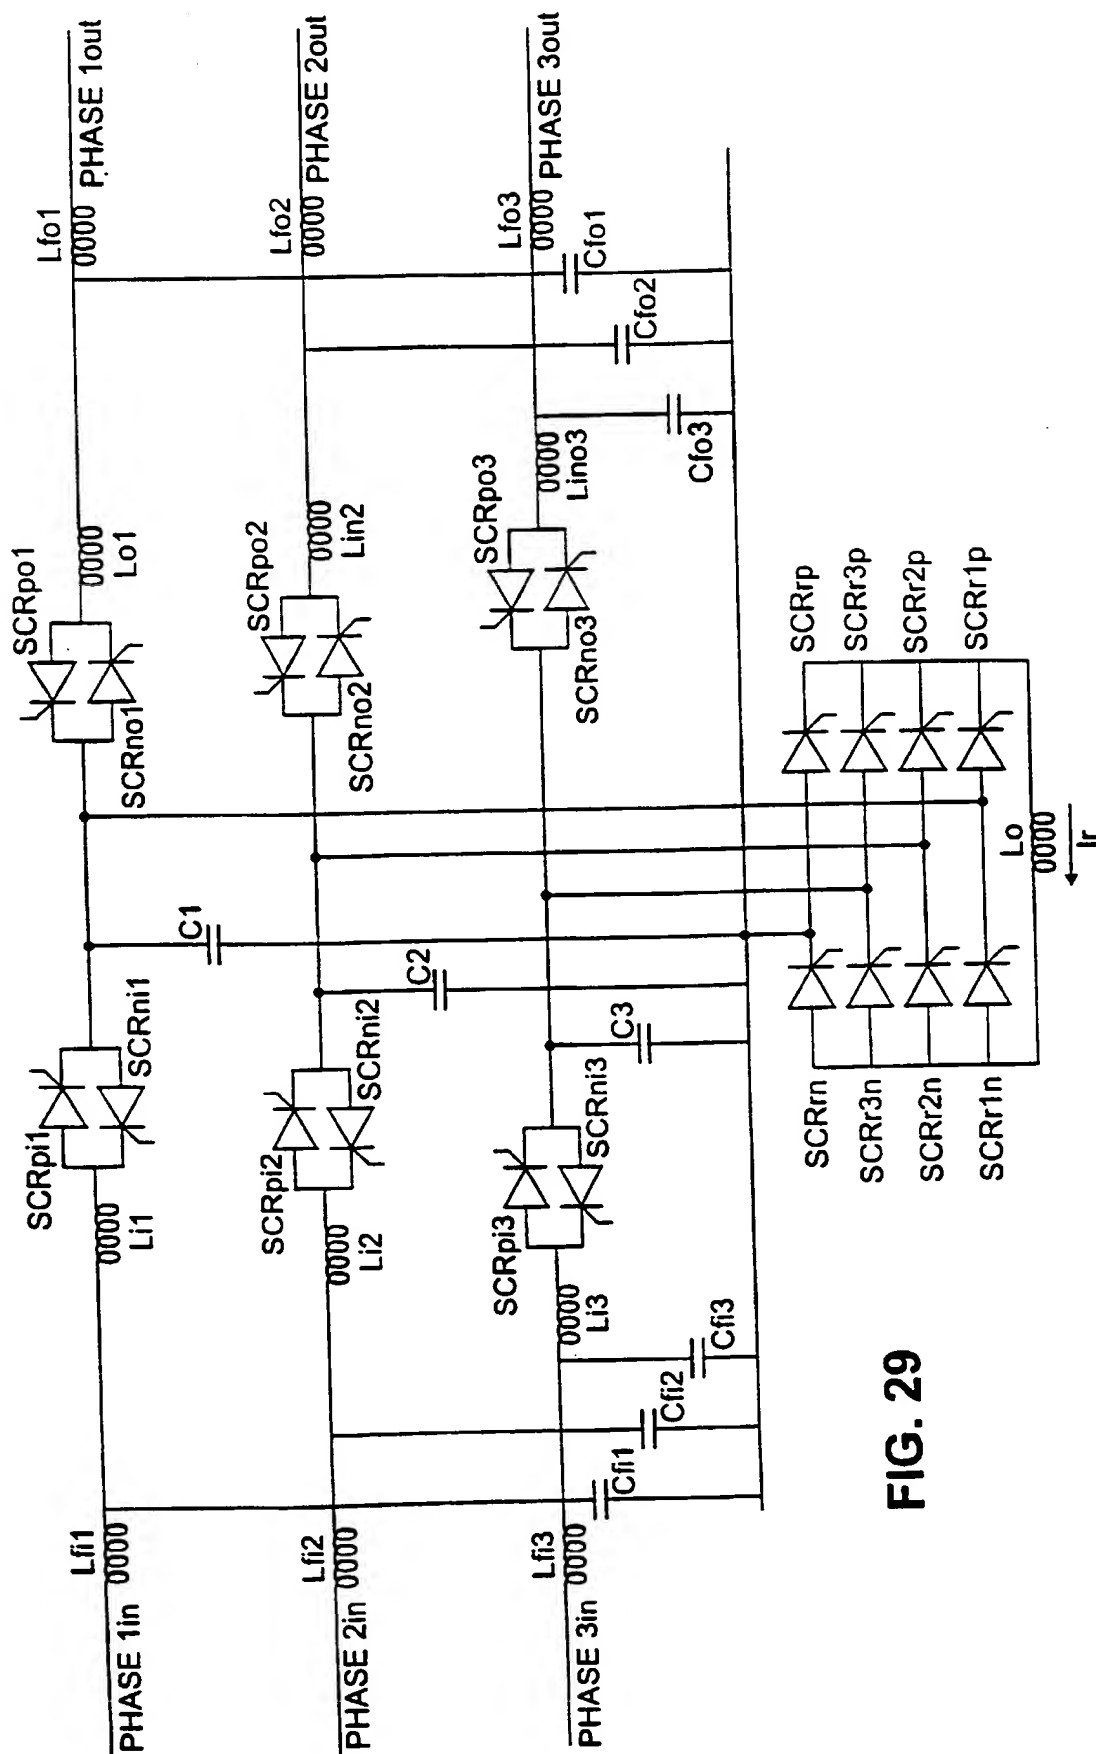 Lfi1
PHASE 1in
0000
Li1
0000
SCRpi1
SCRni1
C1
SCRpo1
SCRno1
0000
Lo1
Lfo1
0000
PHASE 1out
Lfi2
PHASE 2in
0000
0000
Li2
SCRpi2
SCRni2
C2
SCRpo2
SCRno2
0000
Lin2
Lfo2
0000
PHASE 2out
Lfi3
PHASE 3in
0000
0000
Li3
SCRpi3
SCRni3
C3
SCRpo3
SCRno3
0000
Lino3
Lfo3
0000
PHASE 3out
Cfi1
Cfi2
Cfi3
Cfo3
Cfo2
Cfo1
SCRrn
SCRrp
SCRr3n
SCRr3p
SCRr2n
SCRr2p
SCRr1n
SCRr1p
Lo
0000
Ir
FIG. 29